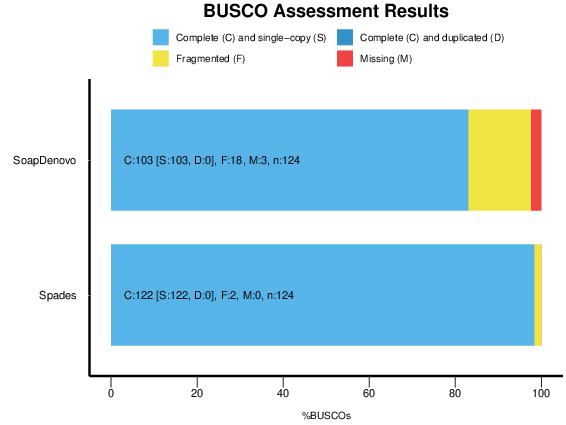 BUSCO Assessment Results
Complete (C) and single−copy (S)
Complete (C) and duplicated (D)
Fragmented (F)
Missing (M)
SoapDenovo
C:103 [S:103, D:0], F:18, M:3, n:124
Spades
C:122 [S:122, D:0], F:2, M:0, n:124
0 20 40 60 80 100
%BUSCOs